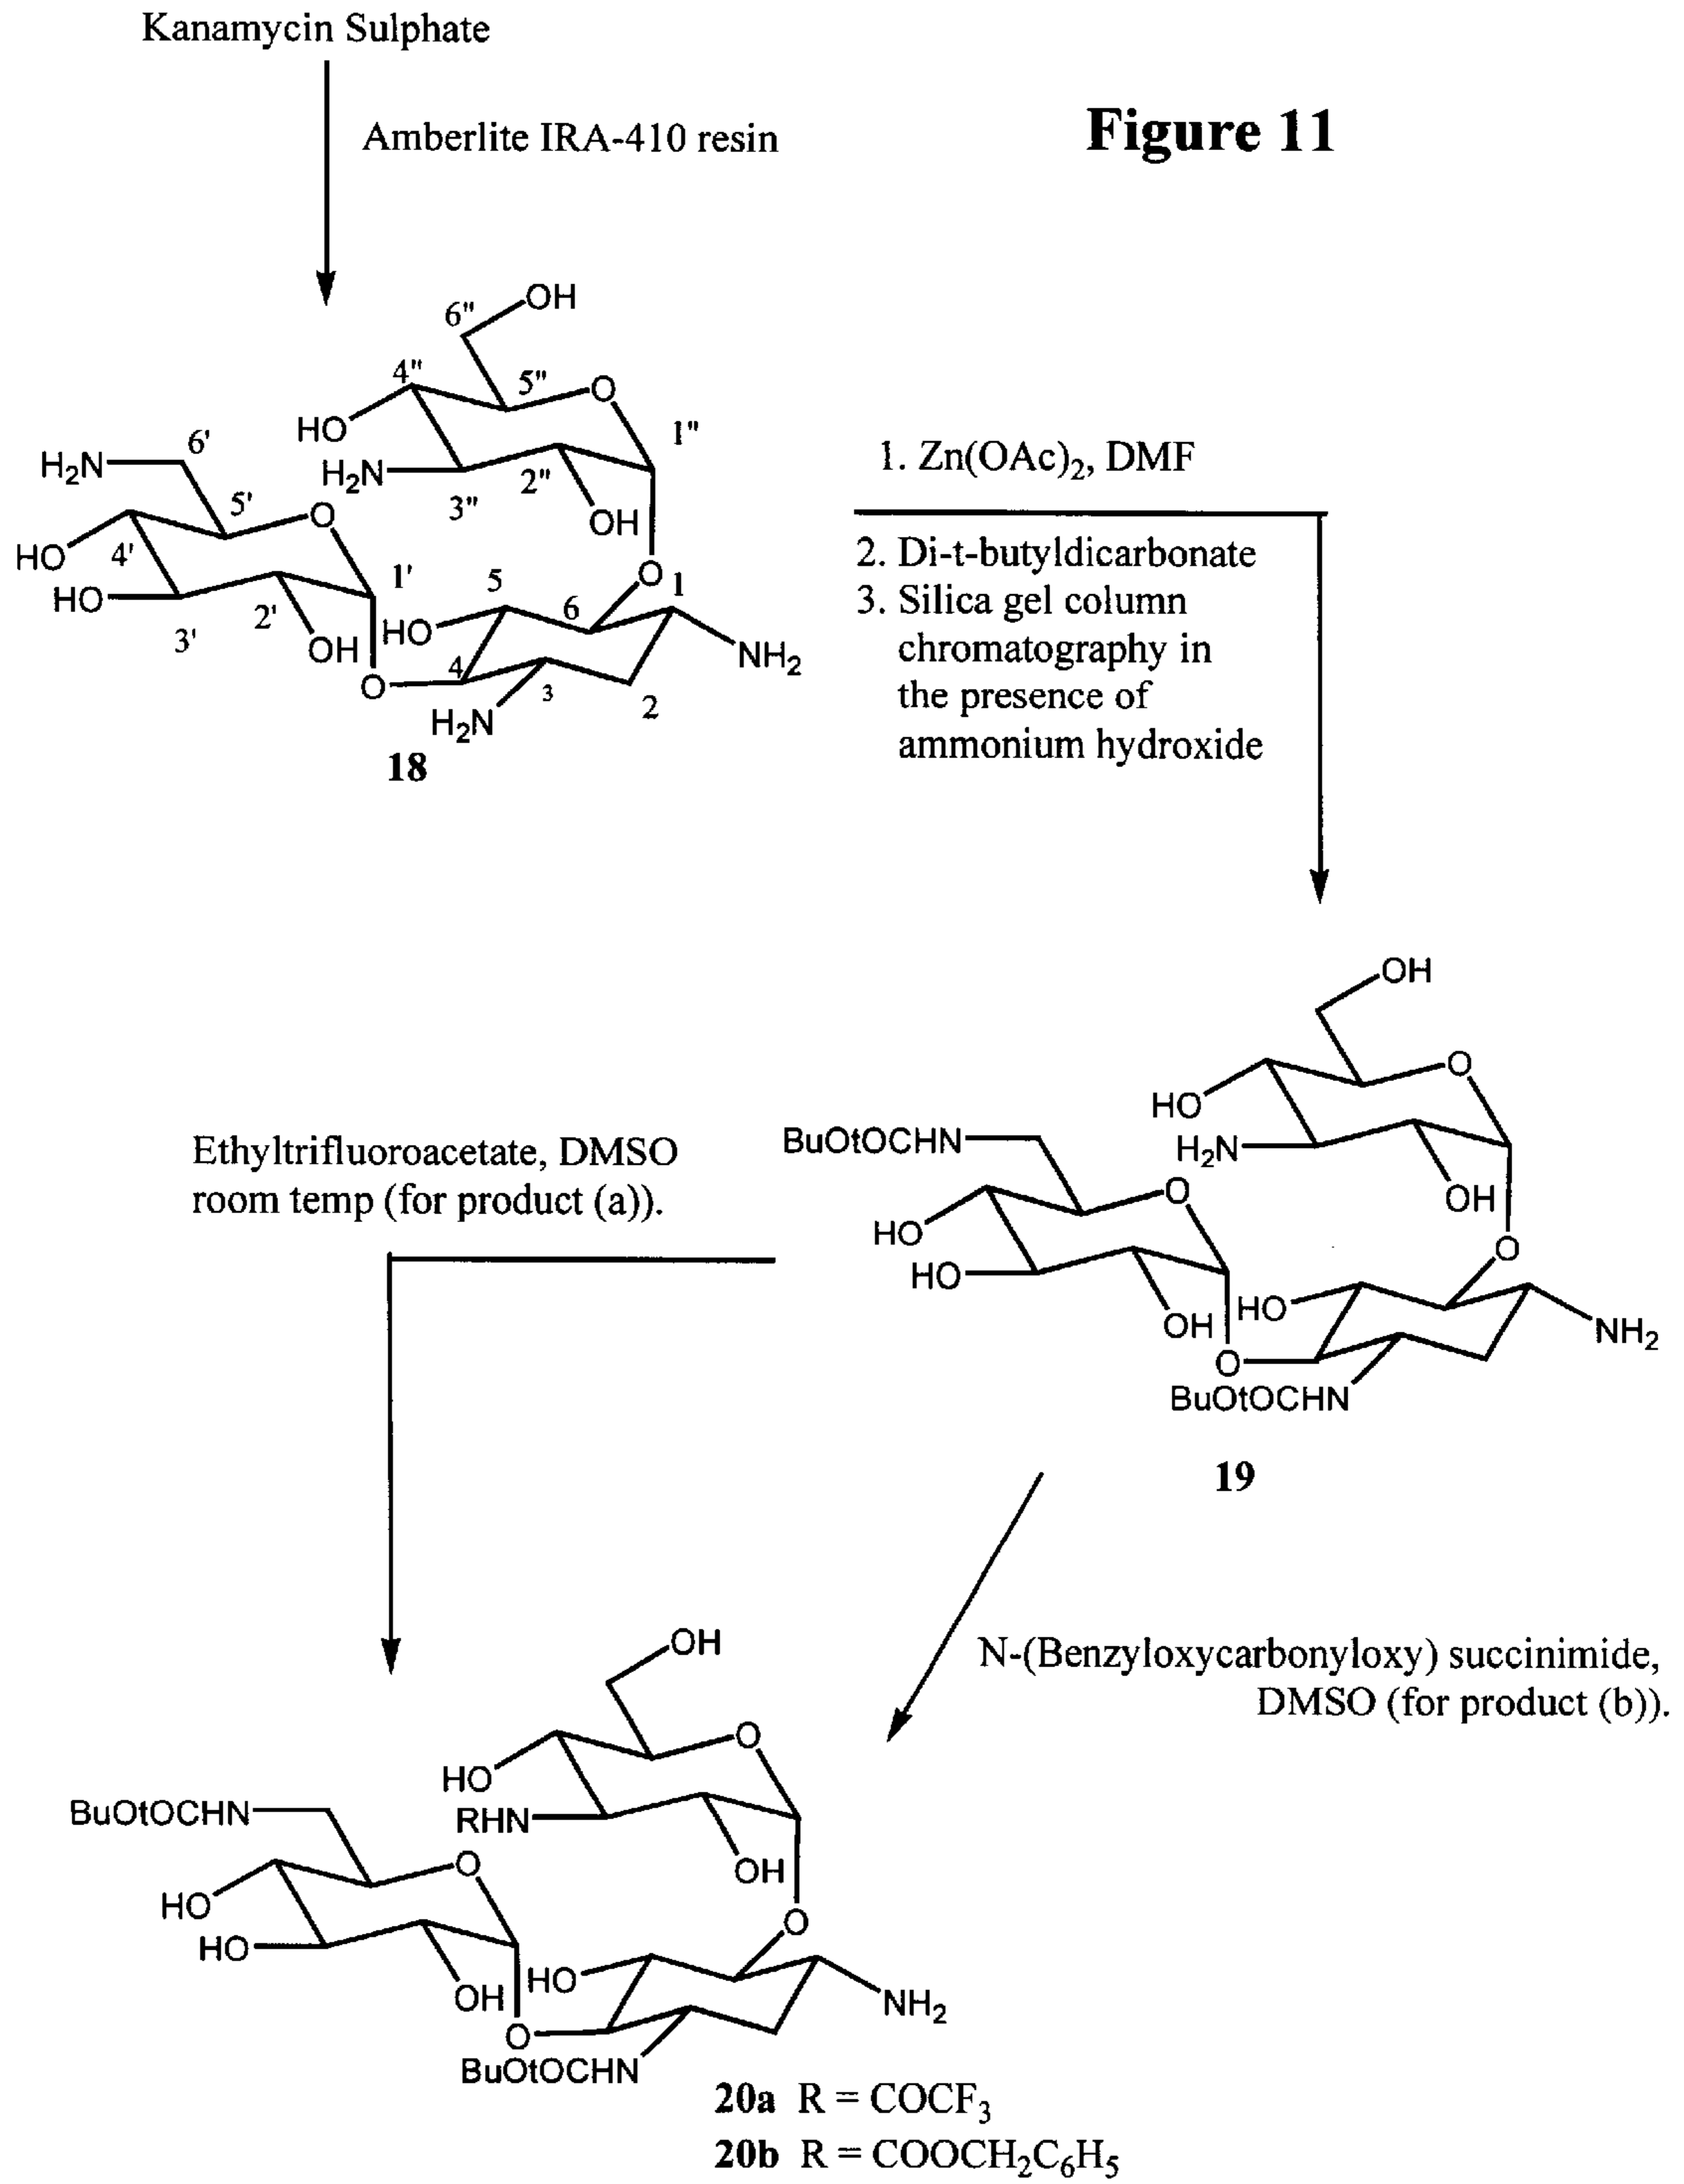 Kanamycin Sulphate
Amberlite IRA-410 resin
Figure 11
6" OH
4" 5" O
HO 1"
H₂N 6' H₂N 2"
3" OH
5' O
HO 4' 1' O 1
HO 5 6
3' 2' OH HO NH₂
O 4 3 2
H₂N
18
1. Zn(OAc)₂, DMF
2. Di-t-butyldicarbonate
3. Silica gel column
chromatography in
the presence of
ammonium hydroxide
OH
O
HO
BuOtOCHN H₂N
O OH
HO O
HO HO
OH NH₂
O
BuOtOCHN
19
Ethyltrifluoroacetate, DMSO
room temp (for product (a)).
N-(Benzyloxycarbonyloxy) succinimide,
DMSO (for product (b)).
OH
O
HO
BuOtOCHN RHN
O OH
HO O
HO HO
OH NH₂
O
BuOtOCHN
20a R = COCF₃
20b R = COOCH₂C₆H₅